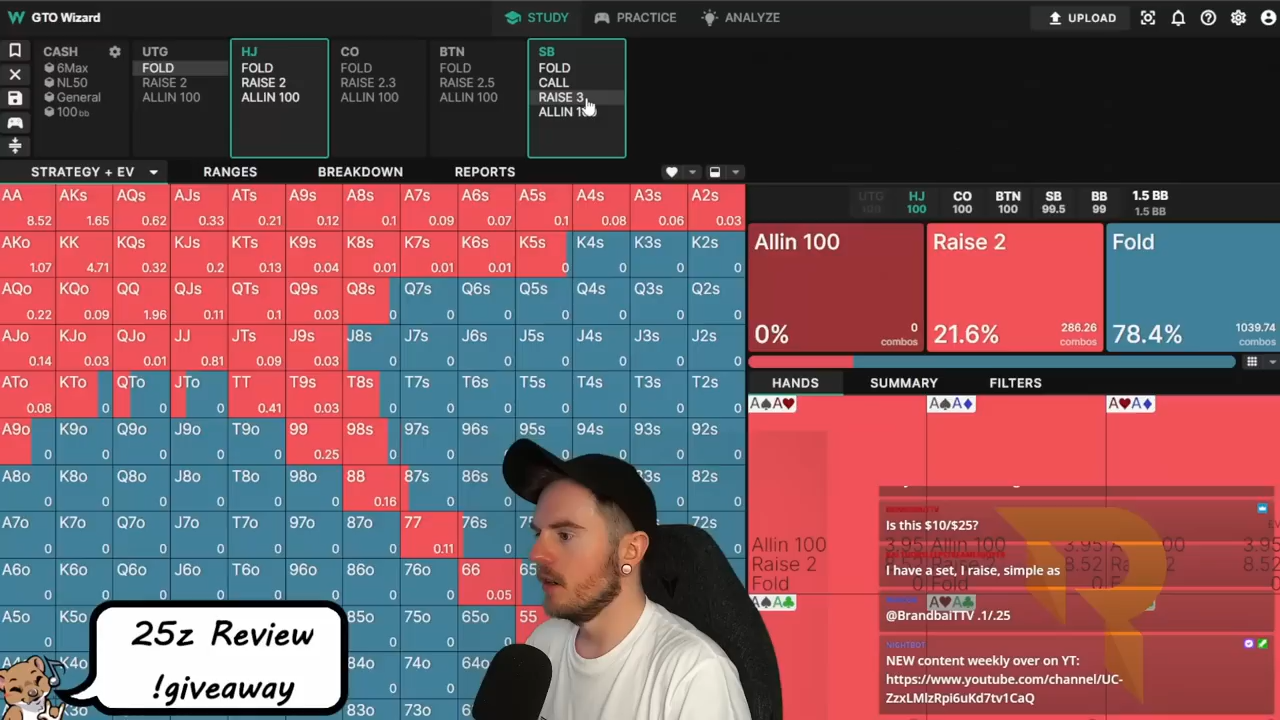 GTO Wizard
STUDY
PRACTICE
ANALYZE
UPLOAD
CASH
6Max
NL50
General
100bb
UTG
FOLD
RAISE 2
ALLIN 100
HJ
FOLD
RAISE 2
ALLIN 100
CO
FOLD
RAISE 2.3
ALLIN 100
BTN
FOLD
RAISE 2.5
ALLIN 100
SB
FOLD
CALL
RAISE 3
STRATEGY + EV
RANGES
BREAKDOWN
REPORTS
UTG HJ CO BTN SB BB 1.5 BB
100 100 100 100 99.5 99 1.5 BB
AA AKs AQs AJs ATs A9s A8s A7s A6s A5s A4s A3s A2s
8.52 1.65 0.62 0.33 0.21 0.12 0.1 0.09 0.07 0.1 0.08 0.06 0.03
AKo KK KQs KJs KTs K9s K8s K7s K6s K5s K4s K3s K2s
1.07 4.71 0.32 0.2 0.13 0.04 0.01 0.01 0.01 0 0 0 0
AQo KQo QQ QJs QTs Q9s Q8s Q7s Q6s Q5s Q4s Q3s Q2s
0.22 0.09 1.96 0.11 0.1 0.03 0 0 0 0 0 0 0
AJo KJo QJo JJ JTs J9s J8s J7s J6s J5s J4s J3s J2s
0.14 0.03 0.01 0.81 0.09 0.03 0 0 0 0 0 0 0
ATo KTo QTo JTo TT T9s T8s T7s T6s T5s T4s T3s T2s
0.08 0 0 0 0.41 0.03 0 0 0 0 0 0 0
A9o K9o Q9o J9o T9o 99 98s 97s 96s 95s 94s 93s 92s
0 0 0 0 0 0.25 0 0 0 0 0
A8o K8o Q8o J8o T8o 98o 88 87s 86s 82s
0 0 0 0 0 0 0.16 0 0 0
A7o K7o Q7o J7o T7o 97o 87o 77 76s 72s
0 0 0 0 0 0 0 0.11 0 0
A6o K6o Q6o J6o T6o 96o 86o 76o 66
0 0 0 0 0 0 0 0 0.05
A5o K5o Q5o J5o T5o 95o 85o 75o 65o 55
0 0
84o 74o
0 0
83o 73o
Allin 100
0%
0
combos
Raise 2
21.6%
286.26
combos
Fold
78.4%
1039.74
combos
HANDS
SUMMARY
FILTERS
A♠A♥ A♠A♦ A♥A♦
Allin 100 3.95
Raise 2 8.52
Fold 0
A♠A♣ A♥A♣
Is this $10/$25?
I have a set, I raise, simple as
@BrandbaiTTV .1/.25
NIGHTBOT
NEW content weekly over on YT:
https://www.youtube.com/channel/UC-
ZzxLMlzRpi6uKd7tv1CaQ
25z Review
!giveaway